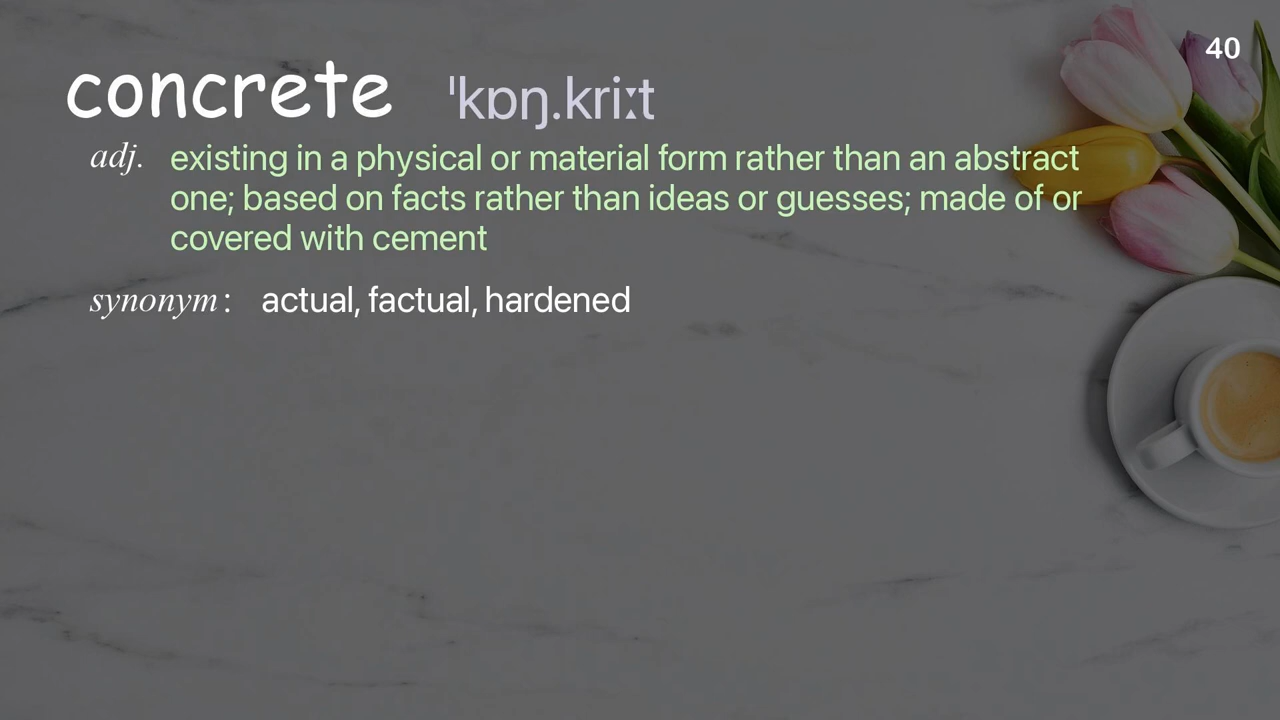 40
concrete ˈkɒŋ.kriːt
adj. existing in a physical or material form rather than an abstract
one; based on facts rather than ideas or guesses; made of or
covered with cement
synonym: actual, factual, hardened